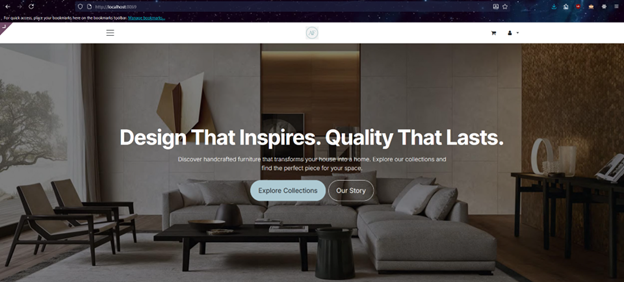 http://localhost:8069
For quick access, place your bookmarks here on the bookmarks toolbar. Manage bookmarks...
Design That Inspires. Quality That Lasts.
Discover handcrafted furniture that transforms your house into a home. Explore our collections and
find the perfect piece for your space.
Explore Collections
Our Story